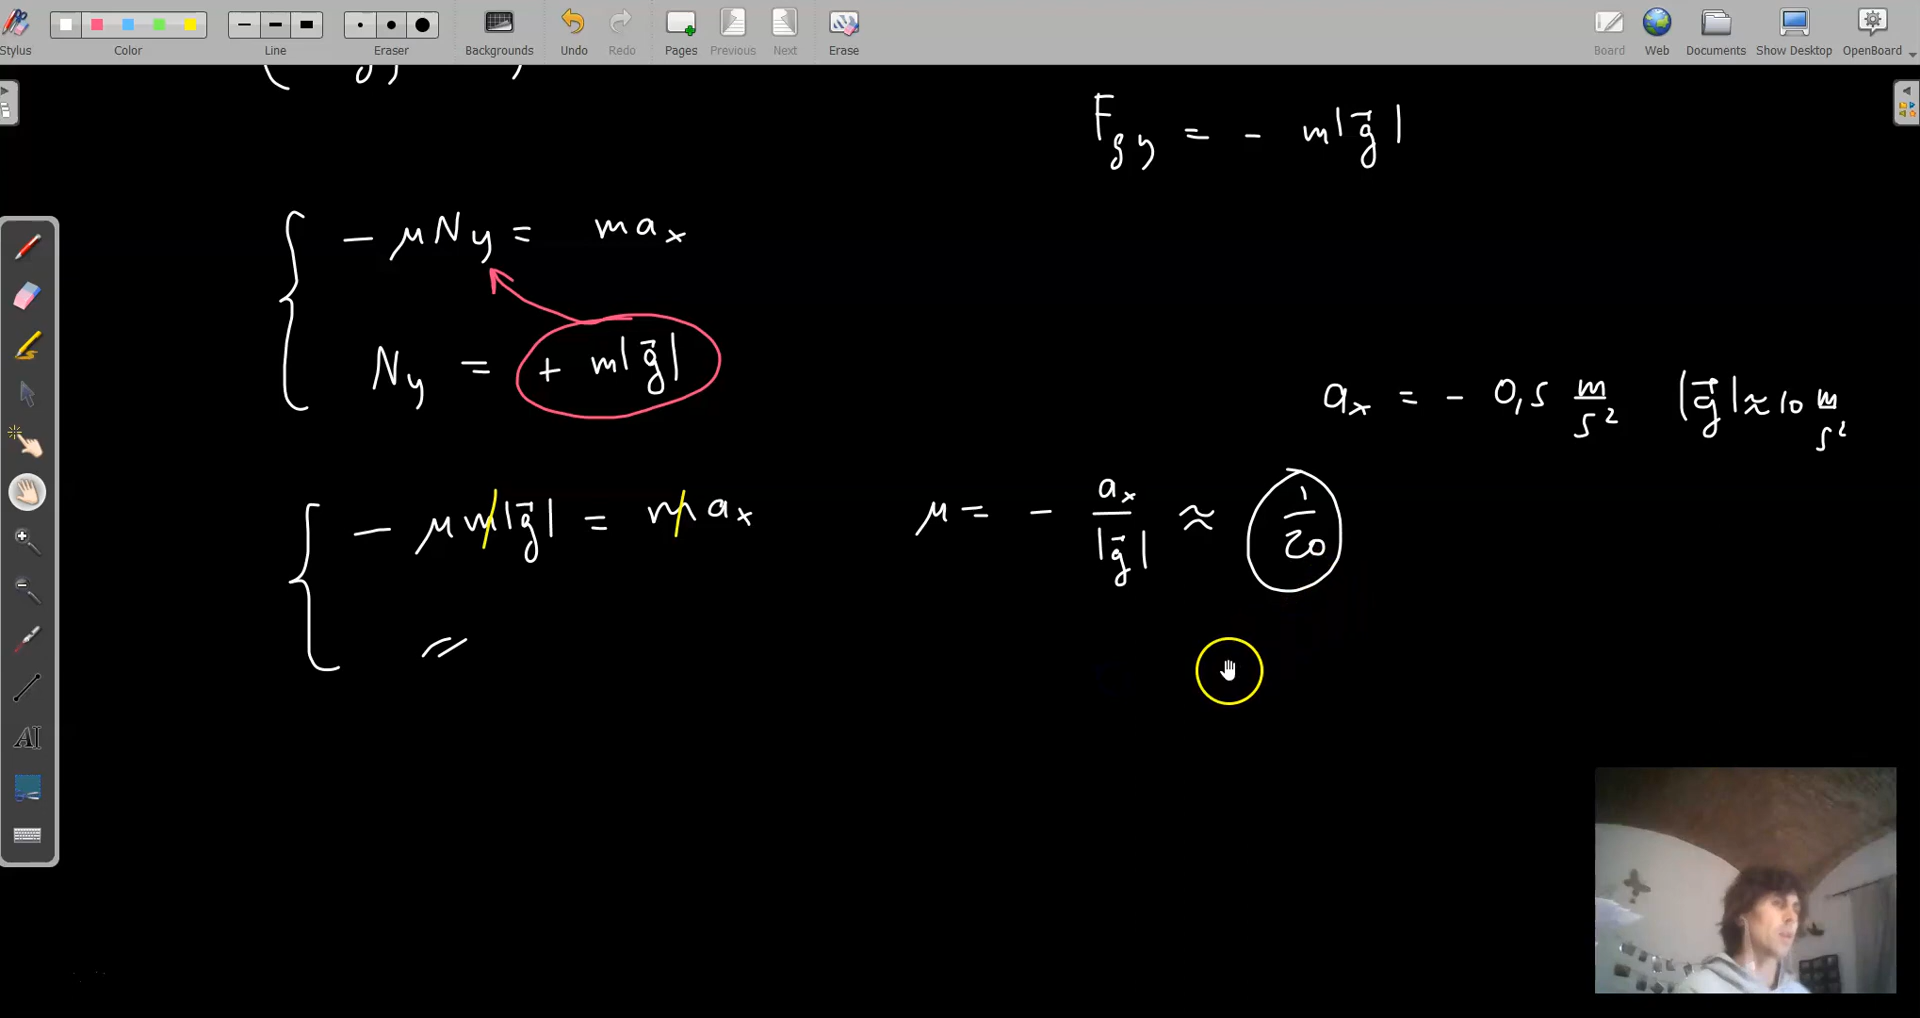 Stylus Color Line Eraser Backgrounds Undo Redo Pages Previous Next Erase Board Web Documents Show Desktop OpenBoard
F_gy = - m|g⃗|
- μN_y = ma_x
N_y = + m|g⃗|
a_x = - 0,5 m/s² |g⃗| ≈ 10 m/s²
- μm|g⃗| = ma_x
μ = - a_x/|g⃗| ≈ 1/20
//
AI